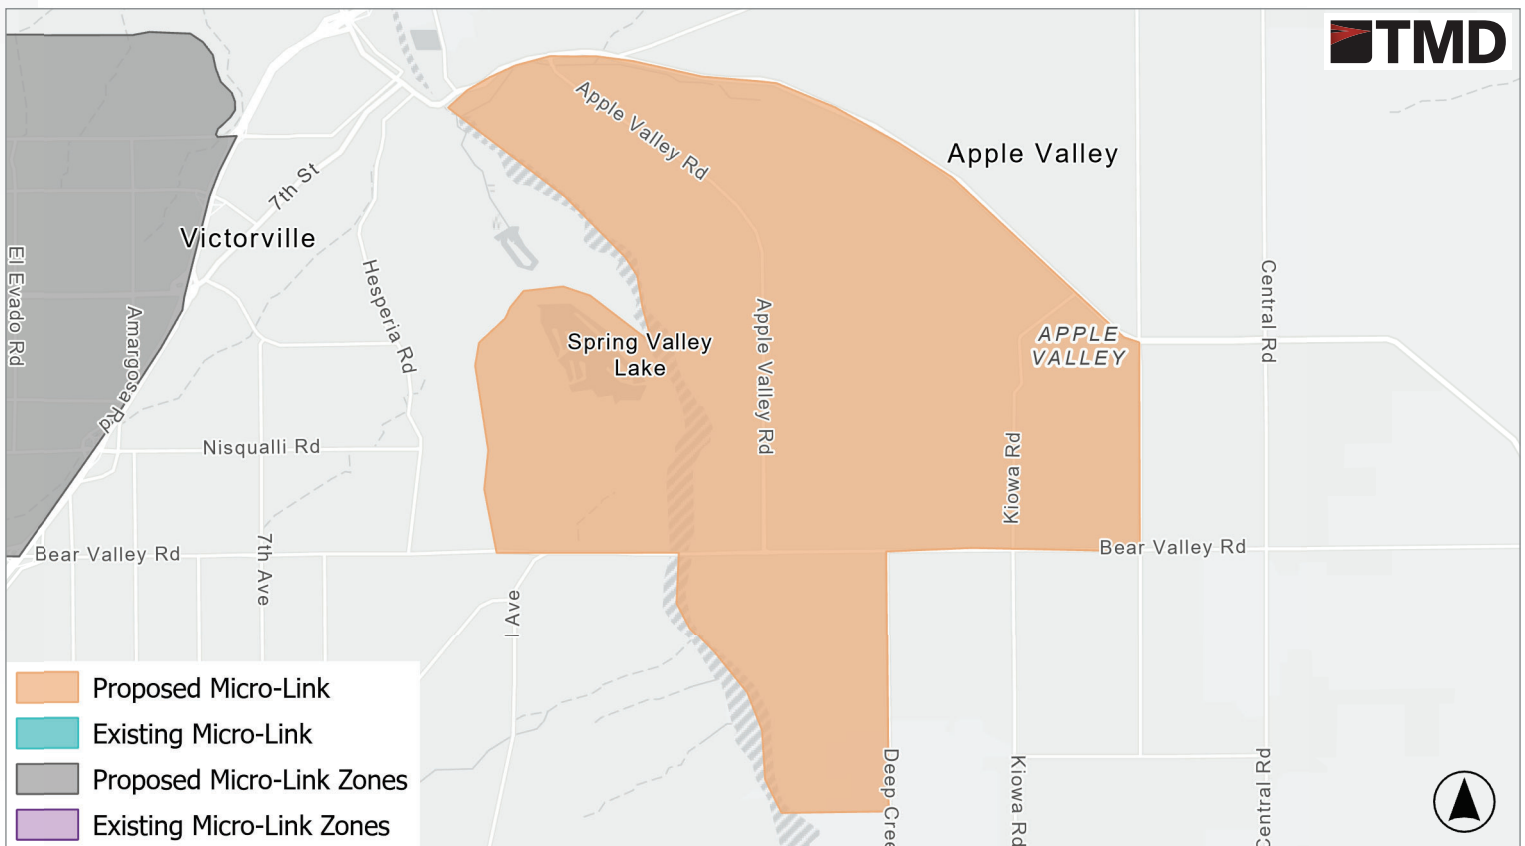 TMD
Apple Valley Rd
Apple Valley
7th St
Victorville
El Evado Rd
Amargosa Rd
Hesperia Rd
Spring Valley
Lake
Apple Valley Rd
APPLE
VALLEY
Central Rd
Nisqualli Rd
Kiowa Rd
Bear Valley Rd
7th Ave
Bear Valley Rd
I Ave
Proposed Micro-Link
Existing Micro-Link
Proposed Micro-Link Zones
Existing Micro-Link Zones
Deep Cree
Kiowa Rd
Central Rd